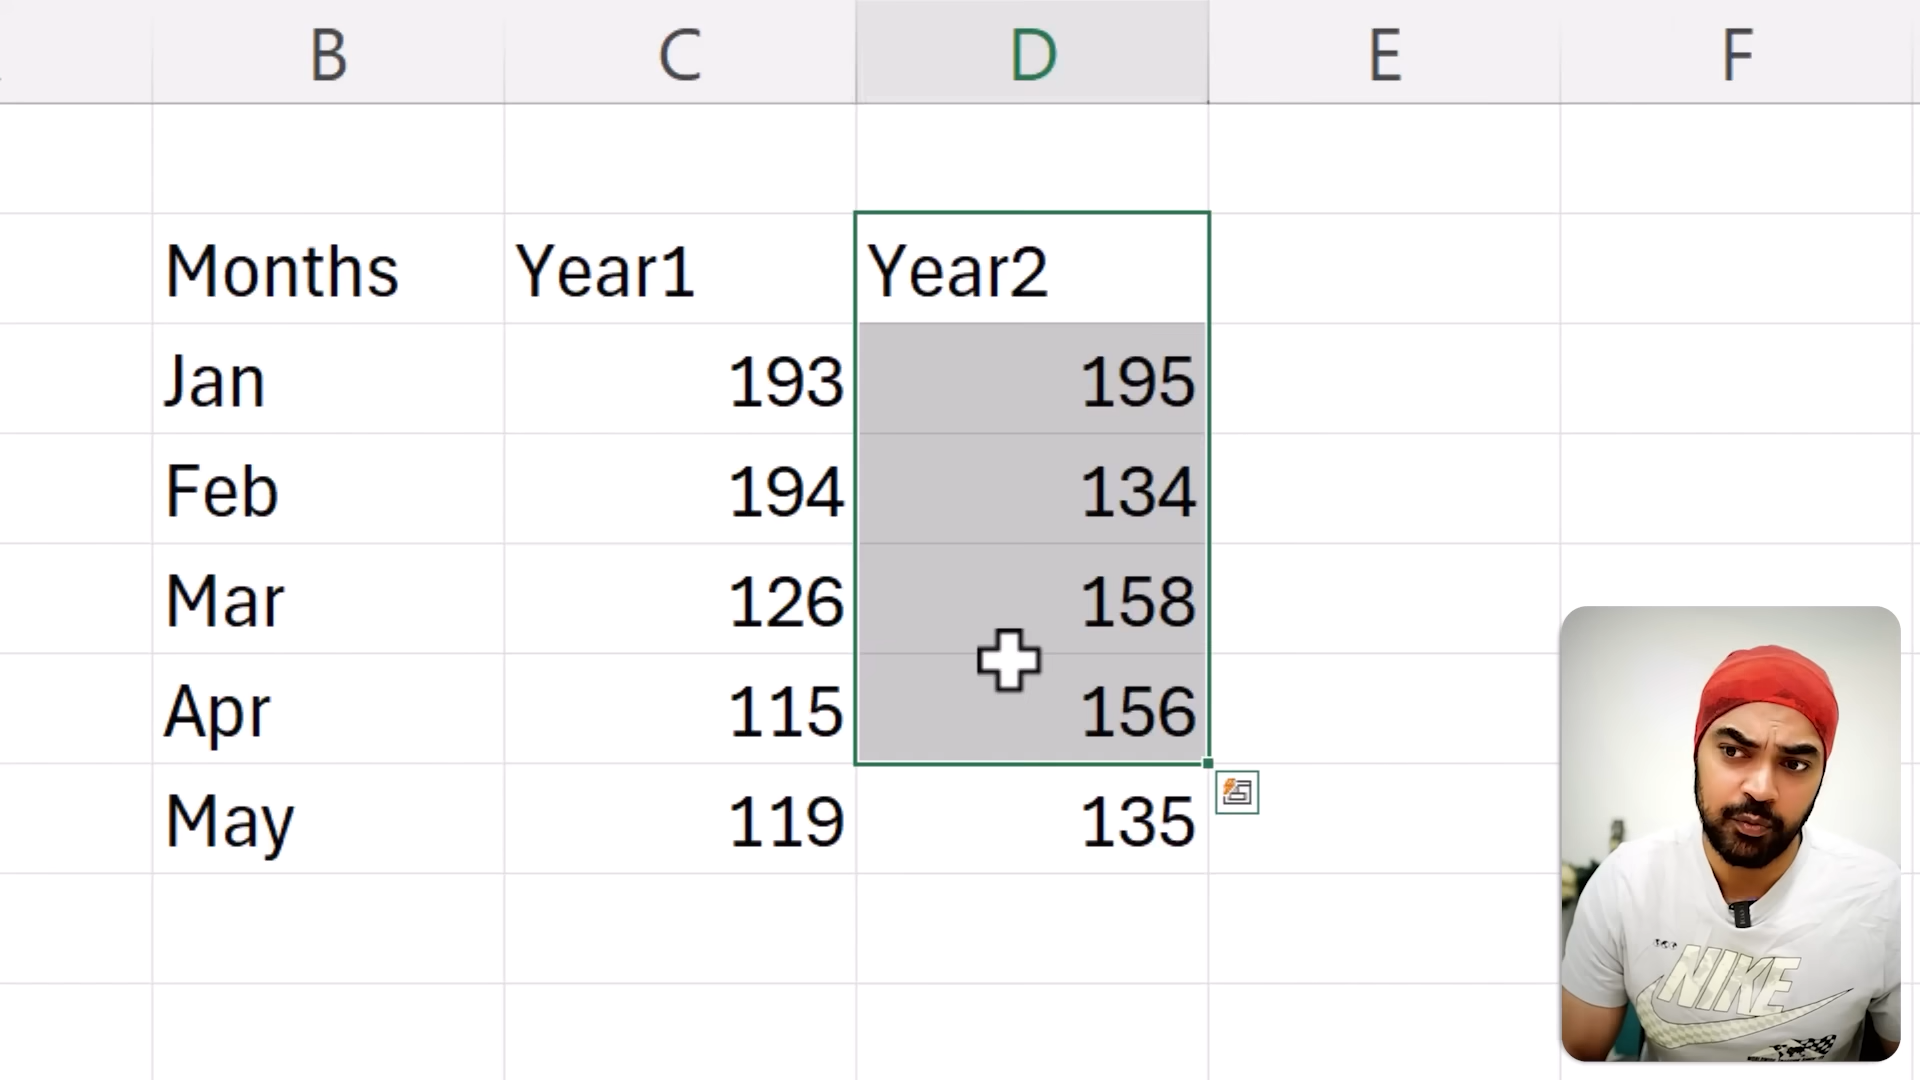 B C D E F
Months Year1 Year2
Jan 193 195
Feb 194 134
Mar 126 158
Apr 115 156
May 119 135
NIKE